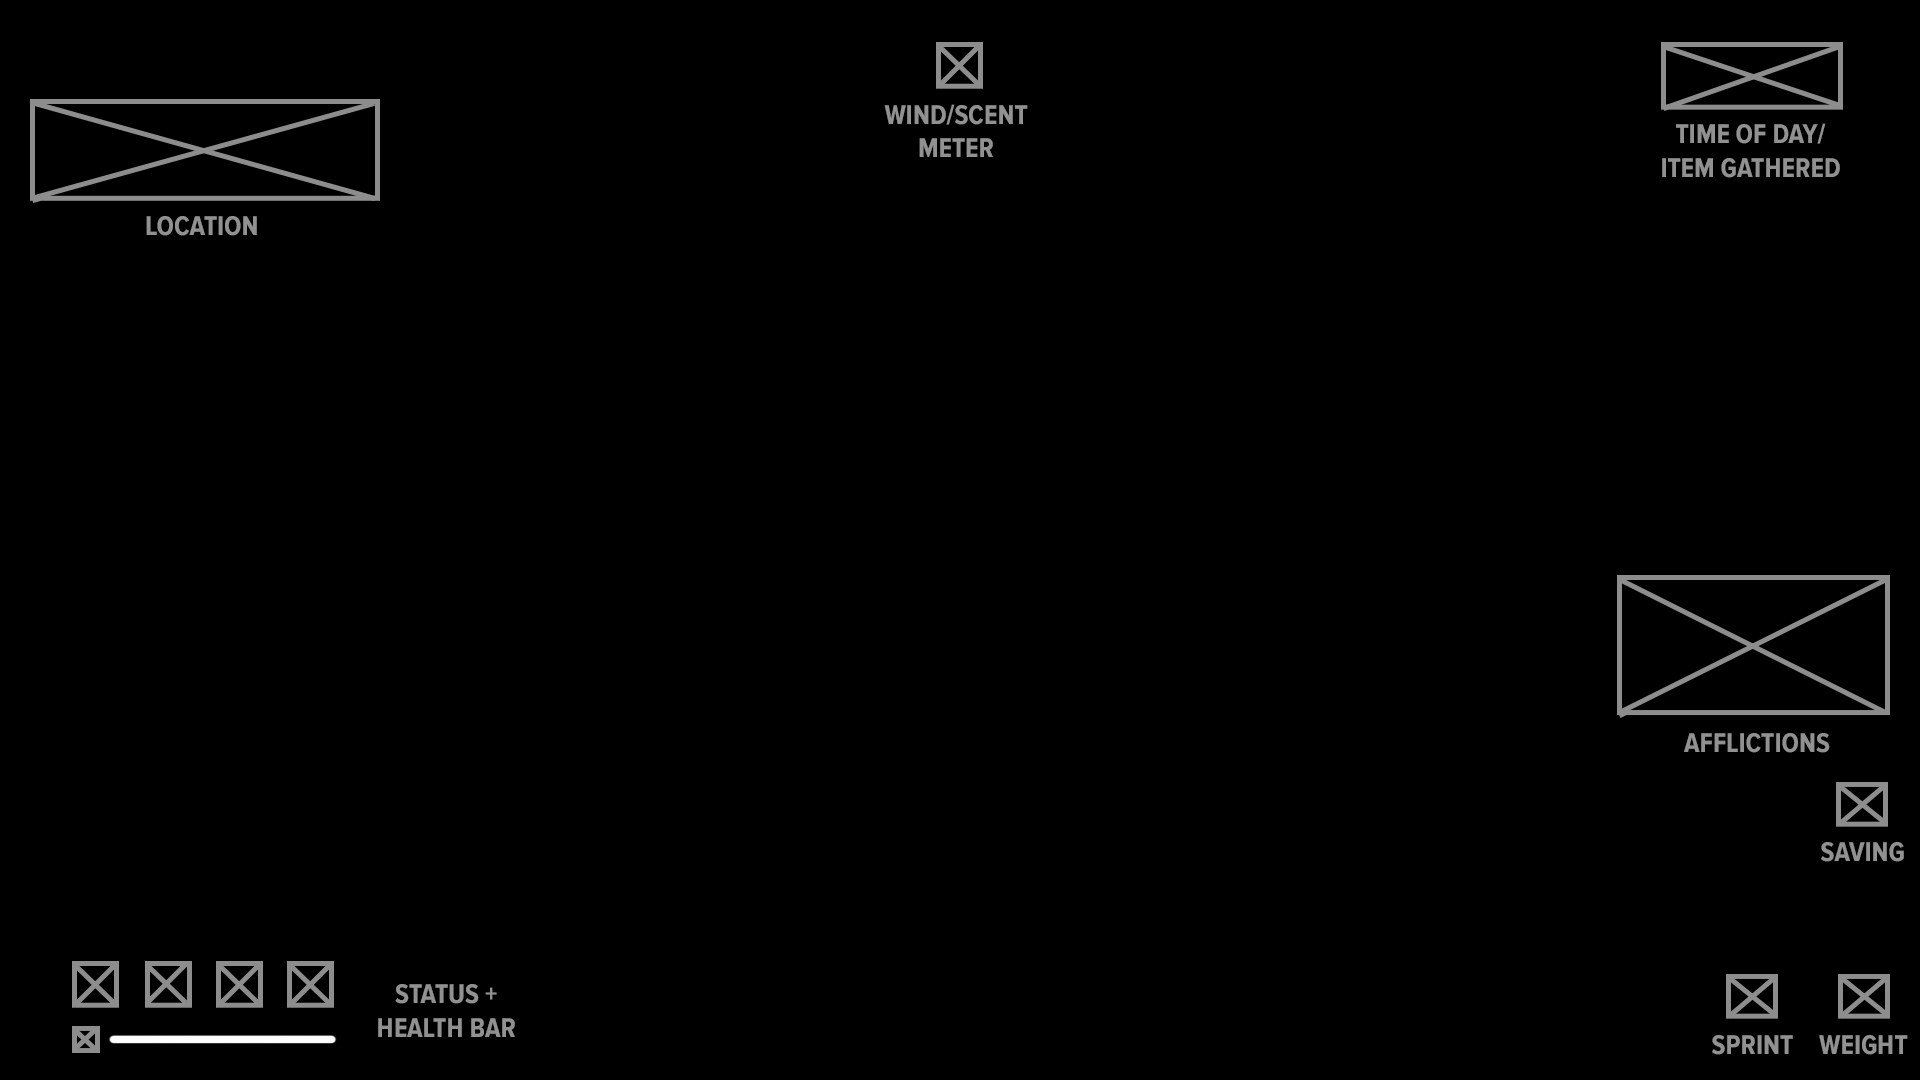 WIND/SCENT
METER
TIME OF DAY/
ITEM GATHERED
LOCATION
AFFLICTIONS
SAVING
STATUS +
HEALTH BAR
SPRINT
WEIGHT